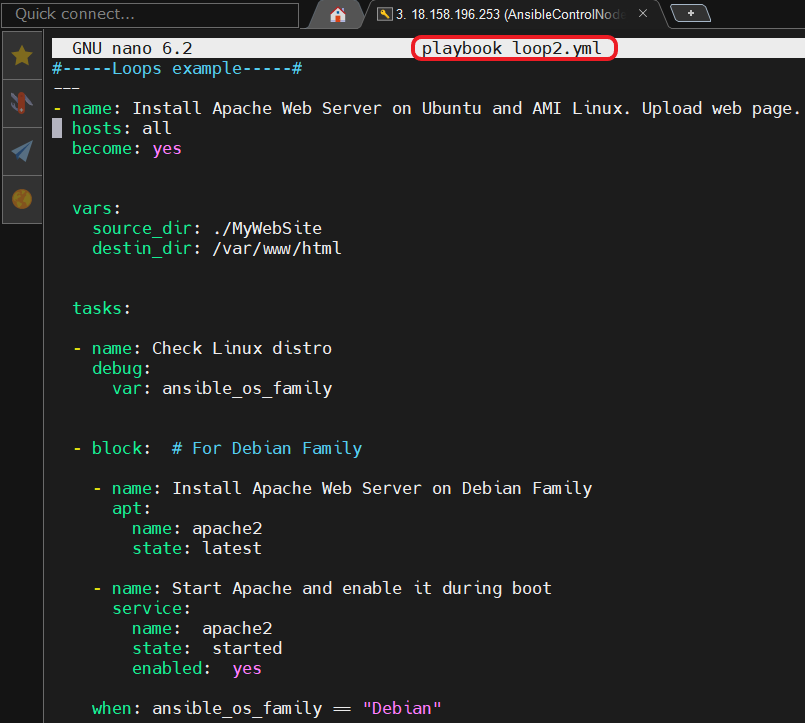 Quick connect...
3. 18.158.196.253 (AnsibleControlNode
GNU nano 6.2 playbook loop2.yml
#-----Loops example-----#
---
- name: Install Apache Web Server on Ubuntu and AMI Linux. Upload web page.
hosts: all
become: yes
vars:
source_dir: ./MyWebSite
destin_dir: /var/www/html
tasks:
- name: Check Linux distro
debug:
var: ansible_os_family
- block: # For Debian Family
- name: Install Apache Web Server on Debian Family
apt:
name: apache2
state: latest
- name: Start Apache and enable it during boot
service:
name: apache2
state: started
enabled: yes
when: ansible_os_family == "Debian"